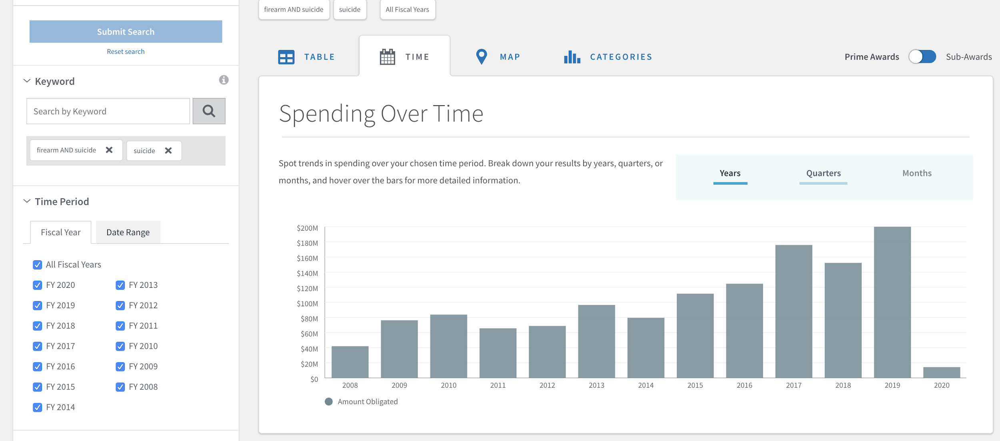 Submit Search
Reset search
Keyword
Search by Keyword
firearm AND suicide
suicide
Time Period
Fiscal Year
Date Range
All Fiscal Years
FY 2020
FY 2013
FY 2019
FY 2012
FY 2018
FY 2011
FY 2017
FY 2010
FY 2016
FY 2009
FY 2015
FY 2008
FY 2014
firearm AND suicide
suicide
All Fiscal Years
TABLE
TIME
MAP
CATEGORIES
Prime Awards
Sub-Awards
Spending Over Time
Spot trends in spending over your chosen time period. Break down your results by years, quarters, or
months, and hover over the bars for more detailed information.
Years
Quarters
Months
$200M
$180M
$160M
$140M
$120M
$100M
$80M
$60M
$40M
$20M
$0
2008
2009
2010
2011
2012
2013
2014
2015
2016
2017
2018
2019
2020
Amount Obligated